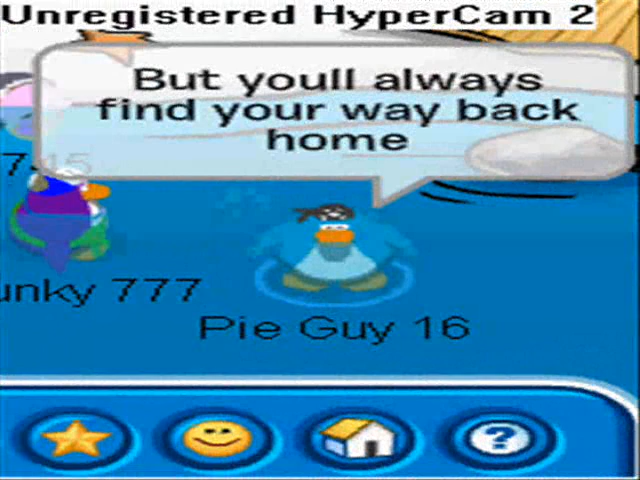 Unregistered HyperCam 2
But youll always
find your way back
home
unky 777
Pie Guy 16
?